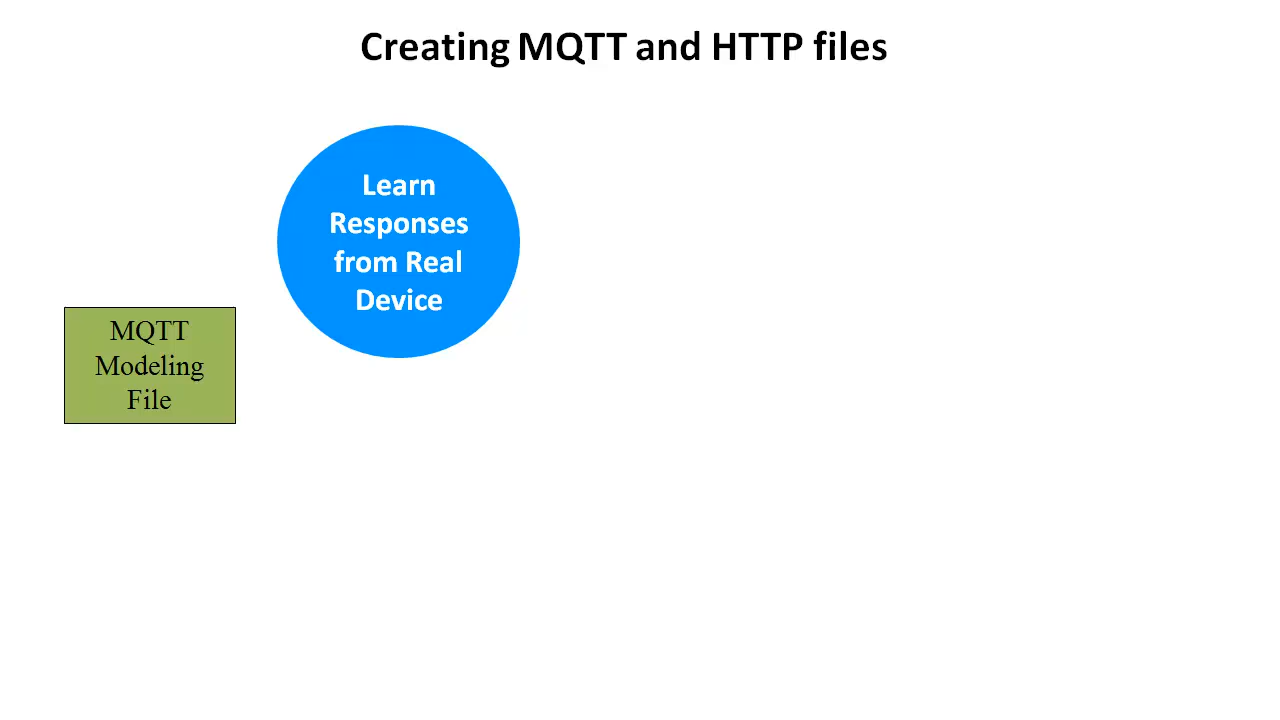 Creating MQTT and HTTP files
Learn
Responses
from Real
Device
MQTT
Modeling
File